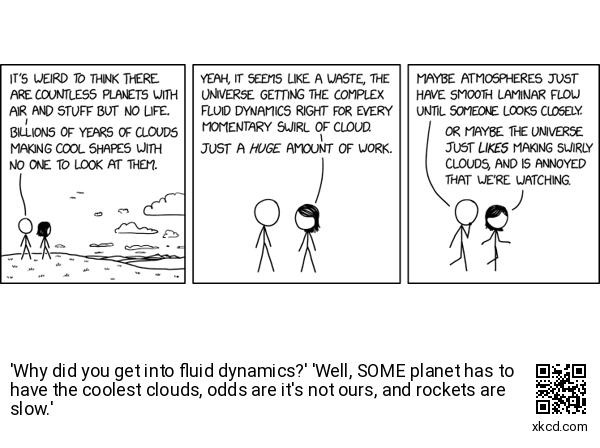 IT'S WEIRD TO THINK THERE
ARE COUNTLESS PLANETS WITH
AIR AND STUFF BUT NO LIFE.
BILLIONS OF YEARS OF CLOUDS
MAKING COOL SHAPES WITH
NO ONE TO LOOK AT THEM.
YEAH, IT SEEMS LIKE A WASTE, THE
UNIVERSE GETTING THE COMPLEX
FLUID DYNAMICS RIGHT FOR EVERY
MOMENTARY SWIRL OF CLOUD.
JUST A HUGE AMOUNT OF WORK.
MAYBE ATMOSPHERES JUST
HAVE SMOOTH LAMINAR FLOW
UNTIL SOMEONE LOOKS CLOSELY.
OR MAYBE THE UNIVERSE
JUST LIKES MAKING SWIRLY
CLOUDS, AND IS ANNOYED
THAT WE'RE WATCHING.
'Why did you get into fluid dynamics?' 'Well, SOME planet has to
have the coolest clouds, odds are it's not ours, and rockets are
slow.'
xkcd.com